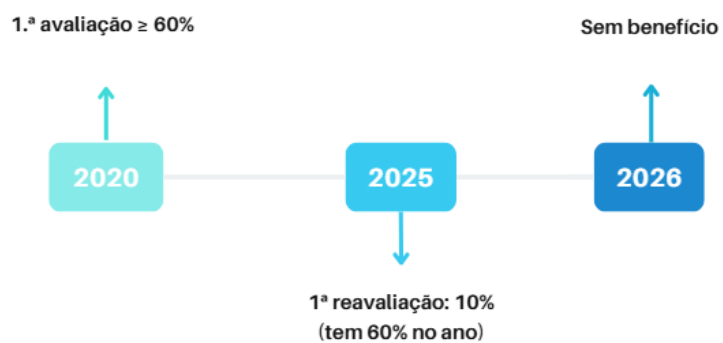 1.ª avaliação ≥ 60%
Sem benefício
2020
2025
2026
1ª reavaliação: 10%
(tem 60% no ano)